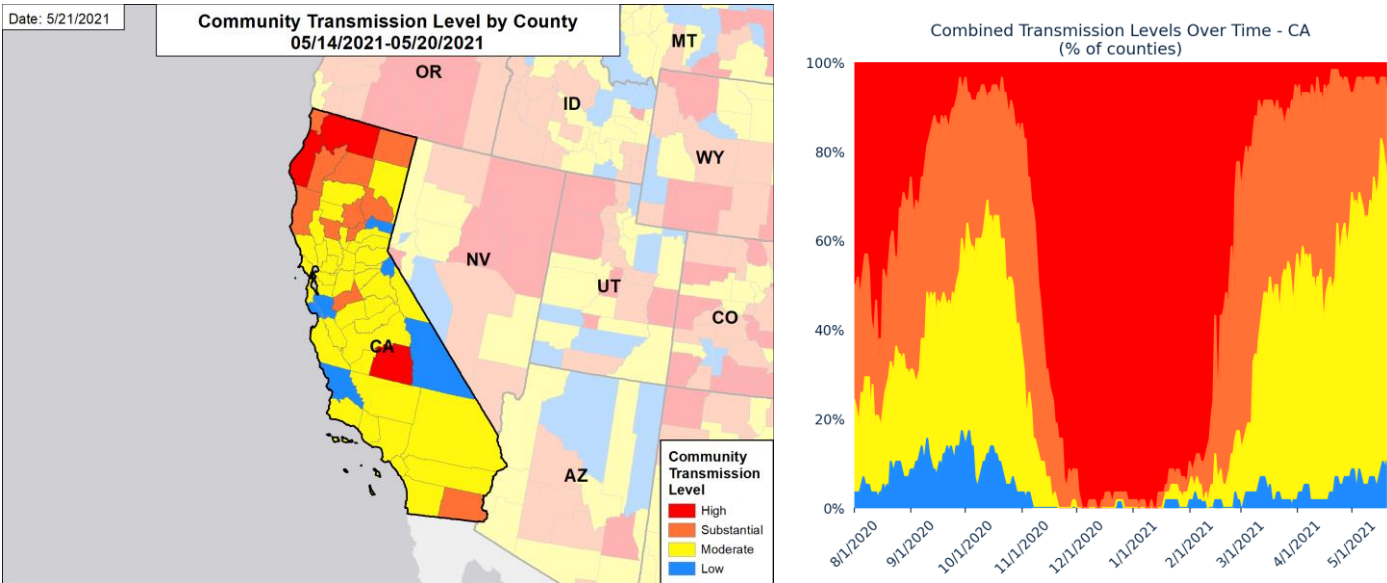 Date: 5/21/2021
Community Transmission Level by County
05/14/2021-05/20/2021
MT
OR
ID
WY
NV
UT
CO
CA
AZ
Community
Transmission
Level
High
Substantial
Moderate
Low
Combined Transmission Levels Over Time - CA
(% of counties)
100%
80%
60%
40%
20%
0%
8/1/2020
9/1/2020
10/1/2020
11/1/2020
12/1/2020
1/1/2021
2/1/2021
3/1/2021
4/1/2021
5/1/2021